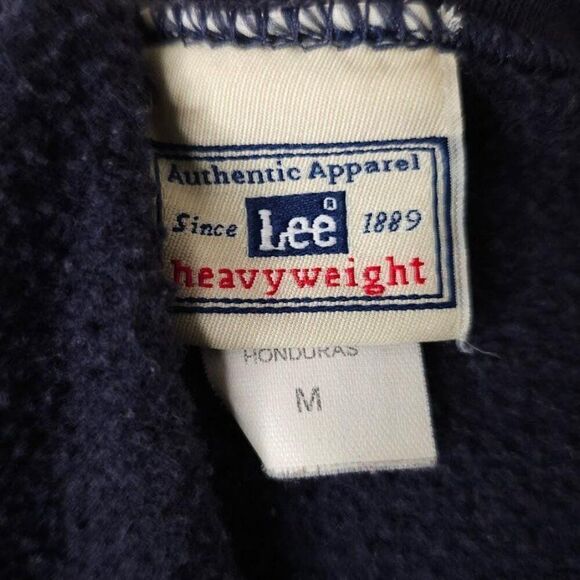 Authentic Apparel
Since Lee® 1889
heavyweight
HONDURAS
M